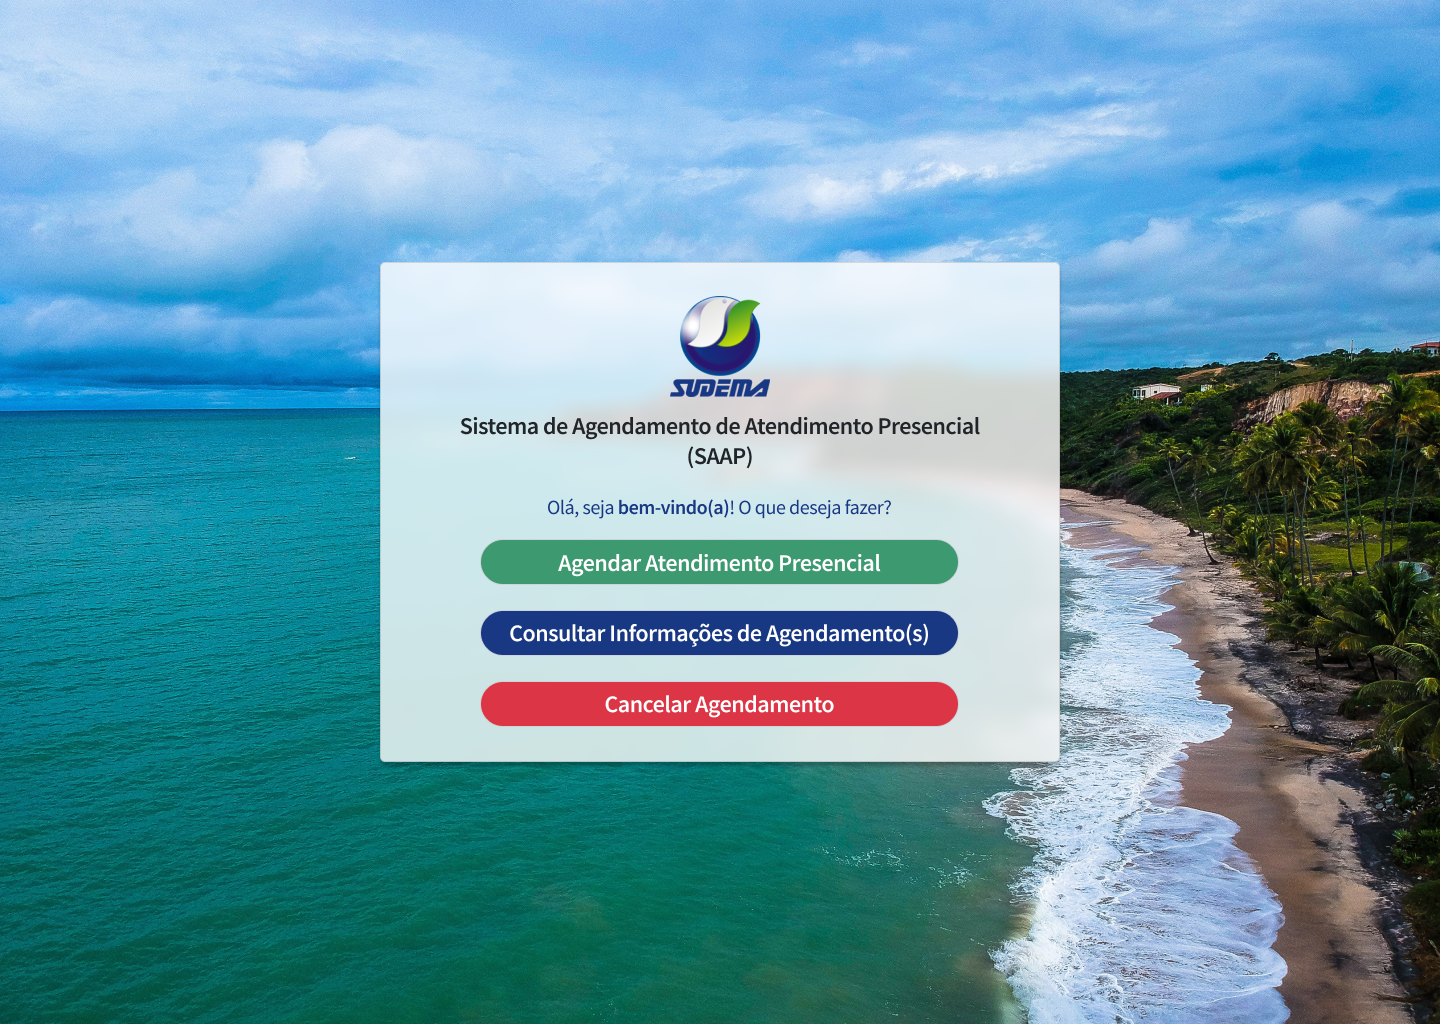 SUDEMA
Sistema de Agendamento de Atendimento Presencial
(SAAP)
Olá, seja bem-vindo(a)! O que deseja fazer?
Agendar Atendimento Presencial
Consultar Informações de Agendamento(s)
Cancelar Agendamento